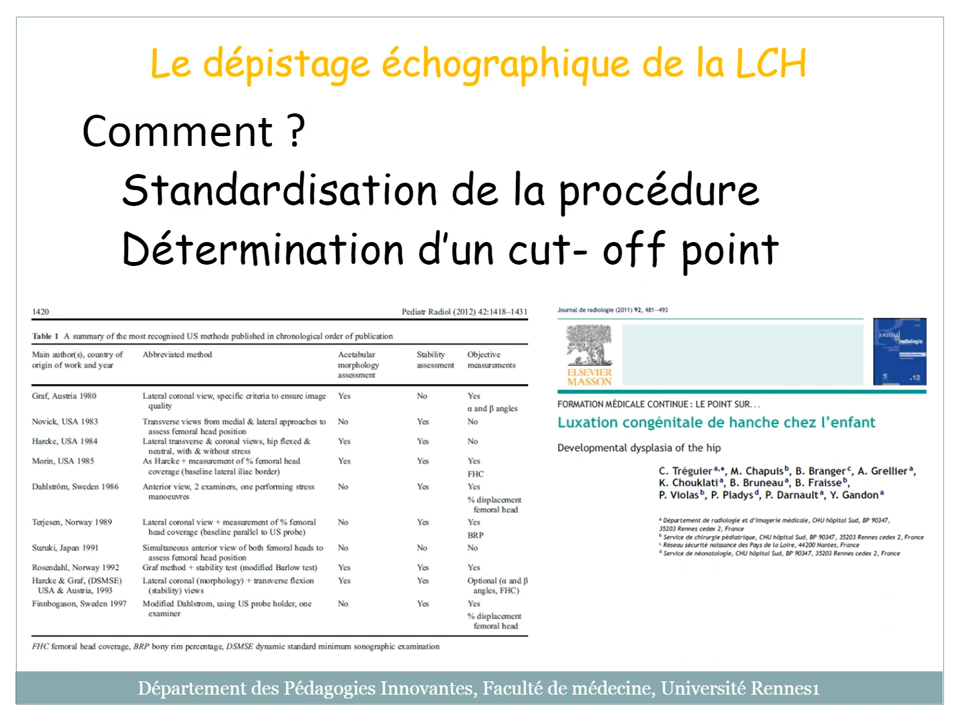 Le dépistage échographique de la LCH
Comment ?
Standardisation de la procédure
Détermination d’un cut- off point
1420 Pediatr Radiol (2012) 42:1418–1431
Table 1 A summary of the most recognised US methods published in chronological order of publication
Main author(s), country of origin of work and year Abbreviated method Acetabular morphology assessment Stability assessment Objective measurements
Graf, Austria 1980 Lateral coronal view, specific criteria to ensure image quality Yes No Yes α and β angles
Novick, USA 1983 Transverse views from medial & lateral approaches to assess femoral head position No Yes No
Harcke, USA 1984 Lateral transverse & coronal views, hip flexed & neutral, with & without stress Yes Yes No
Morin, USA 1985 As Harcke + measurement of % femoral head coverage (baseline lateral iliac border) Yes Yes Yes FHC
Dahlström, Sweden 1986 Anterior view, 2 examiners, one performing stress manoeuvres No Yes Yes % displacement femoral head
Terjesen, Norway 1989 Lateral coronal view + measurement of % femoral head coverage (baseline parallel to US probe) No Yes Yes BRP
Suzuki, Japan 1991 Simultaneous anterior view of both femoral heads to assess femoral head position No No No
Rosendahl, Norway 1992 Graf method + stability test (modified Barlow test) Yes Yes Yes
Harcke & Graf, (DSMSE) USA & Austria, 1993 Lateral coronal (morphology) + transverse flexion (stability) views Yes Yes Optional (α and β angles, FHC)
Finnbogason, Sweden 1997 Modified Dahlstrom, using US probe holder, one examiner No Yes Yes % displacement femoral head
FHC femoral head coverage, BRP bony rim percentage, DSMSE dynamic standard minimum sonographic examination
Journal de radiologie (2011) 92, 481—493
ELSEVIER
MASSON
journal
radiologie
FORMATION MÉDICALE CONTINUE : LE POINT SUR…
Luxation congénitale de hanche chez l’enfant
Developmental dysplasia of the hip
C. Tréguier a,*, M. Chapuis b, B. Branger c, A. Grellier a,
K. Chouklati a, B. Bruneau a, B. Fraisse b,
P. Violas b, P. Pladys d, P. Darnault a, Y. Gandon a
a Département de radiologie et d’imagerie médicale, CHU hôpital Sud, BP 90347,
35203 Rennes cedex 2, France
b Service de chirurgie pédiatrique, CHU hôpital Sud, BP 90347, 35203 Rennes cedex 2, France
c Réseau sécurité naissance des Pays de la Loire, 44200 Nantes, France
d Service de néonatologie, CHU hôpital Sud, BP 90347, 35203 Rennes cedex 2, France
Département des Pédagogies Innovantes, Faculté de médecine, Université Rennes1